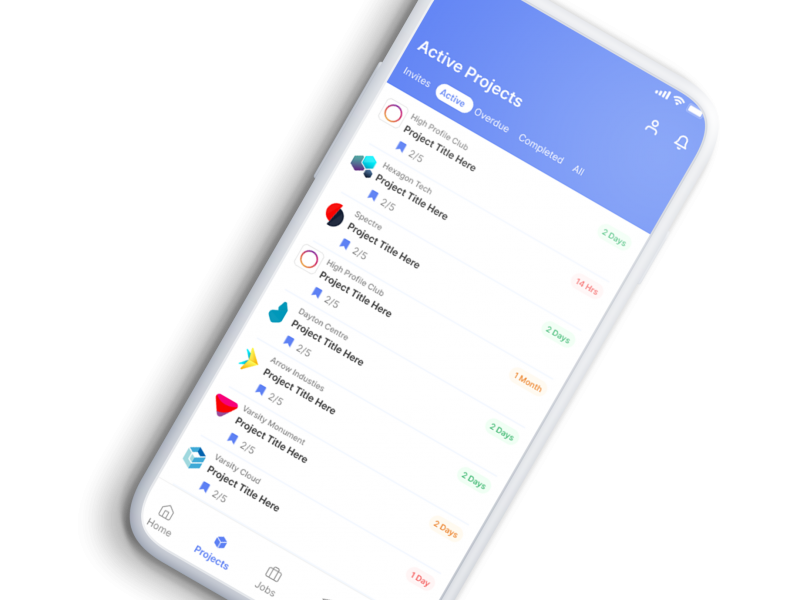 Active Projects
Invites Active Overdue Completed All
High Profile Club
Project Title Here
2/5
2 Days
Hexagon Tech
Project Title Here
2/5
14 Hrs
Spectre
Project Title Here
2/5
2 Days
High Profile Club
Project Title Here
2/5
1 Month
Dayton Centre
Project Title Here
2/5
2 Days
Arrow Industies
Project Title Here
2/5
2 Days
Varsity Monument
Project Title Here
2/5
2 Days
Varsity Cloud
Project Title Here
2/5
1 Day
Home Projects Jobs